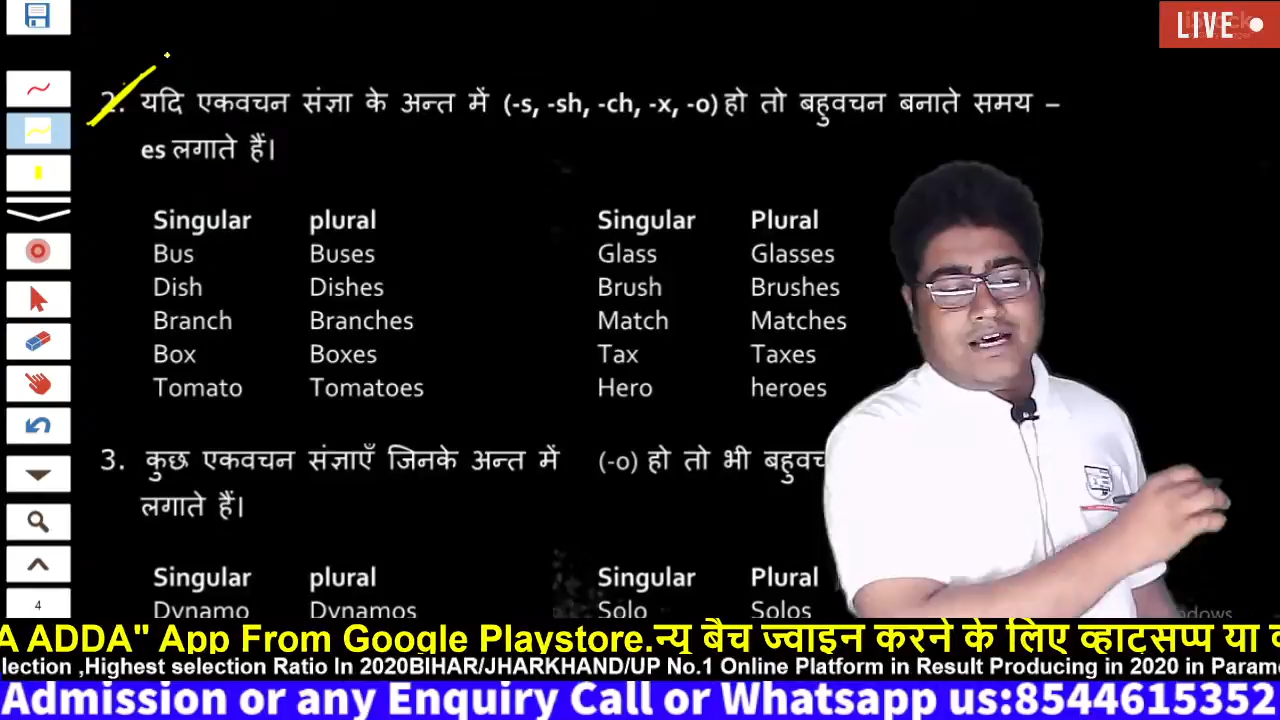 LIVE
2. यदि एकवचन संज्ञा के अन्त में (-s, -sh, -ch, -x, -o) हो तो बहुवचन बनाते समय –
es लगाते हैं।
Singular plural Singular Plural
Bus Buses Glass Glasses
Dish Dishes Brush Brushes
Branch Branches Match Matches
Box Boxes Tax Taxes
Tomato Tomatoes Hero heroes
3. कुछ एकवचन संज्ञाएँ जिनके अन्त में (-o) हो तो भी
लगाते हैं।
Singular plural Singular Plural
Dynamo Dynamos Solo Solos
4
A ADDA" App From Google Playstore.न्यू बैच ज्वाइन करने के लिए व्हाट्सप्प या
lection ,Highest selection Ratio In 2020BIHAR/JHARKHAND/UP No.1 Online Platform in Result Producing in 2020 in Param
Admission or any Enquiry Call or Whatsapp us:8544615352